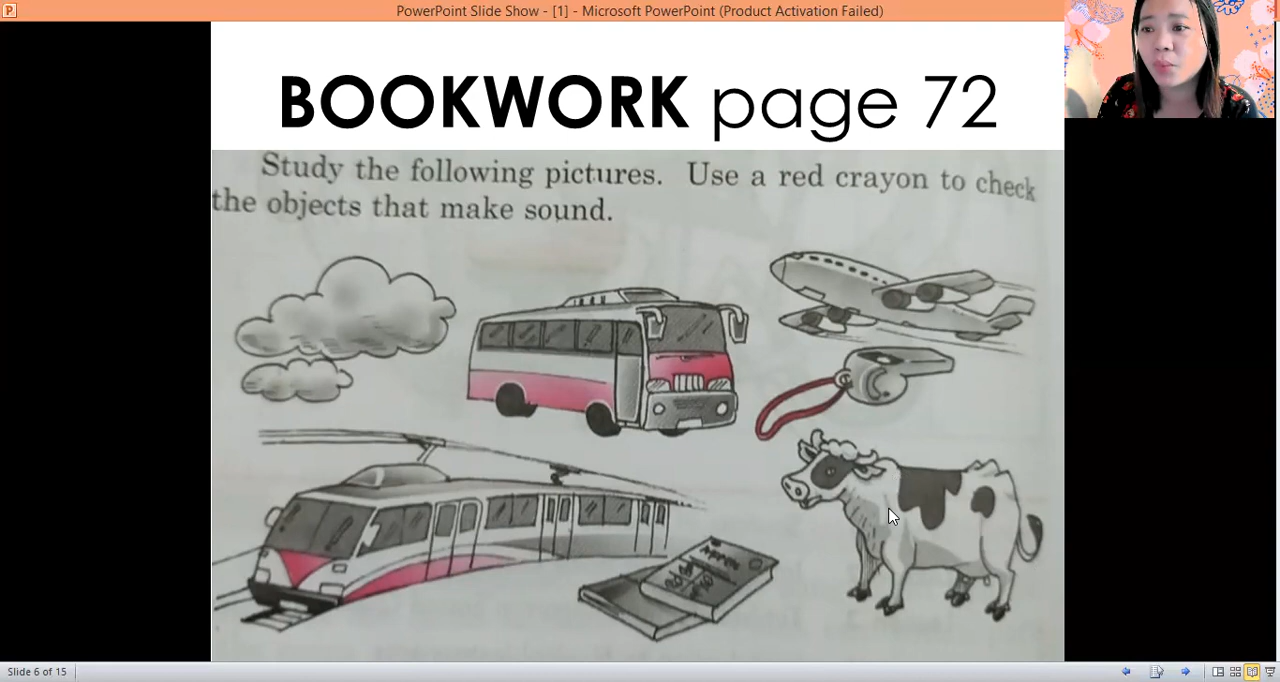 PowerPoint Slide Show - [1] - Microsoft PowerPoint (Product Activation Failed)
BOOKWORK page 72
Study the following pictures. Use a red crayon to check
the objects that make sound.
Slide 6 of 15